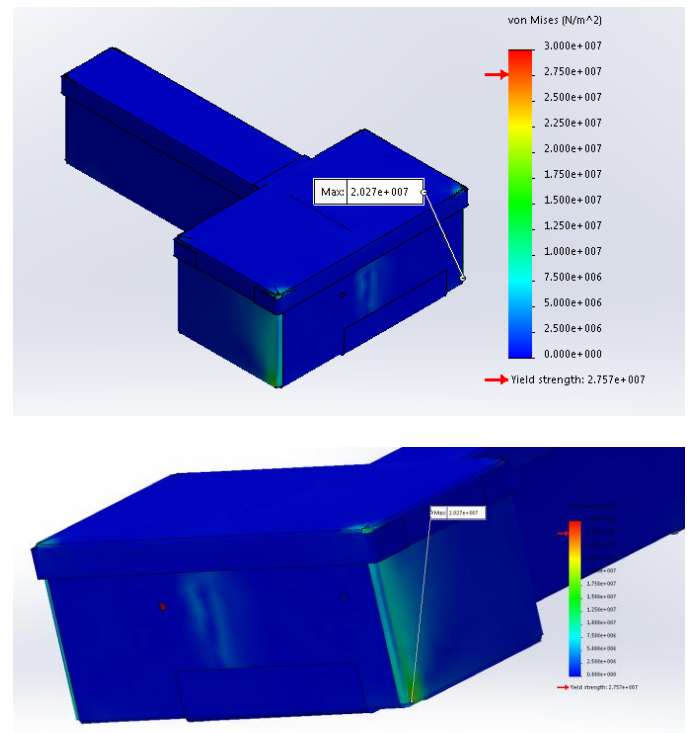 von Mises (N/m^2)
3.000e+007
2.750e+007
2.500e+007
2.250e+007
2.000e+007
1.750e+007
1.500e+007
1.250e+007
1.000e+007
7.500e+006
5.000e+006
2.500e+006
0.000e+000
Yield strength: 2.757e+007
Max: 2.027e+007
Max: 2.027e+007
1.750e+007
1.500e+007
1.250e+007
1.000e+007
7.500e+006
5.000e+006
2.500e+006
0.000e+000
Yield strength: 2.757e+007